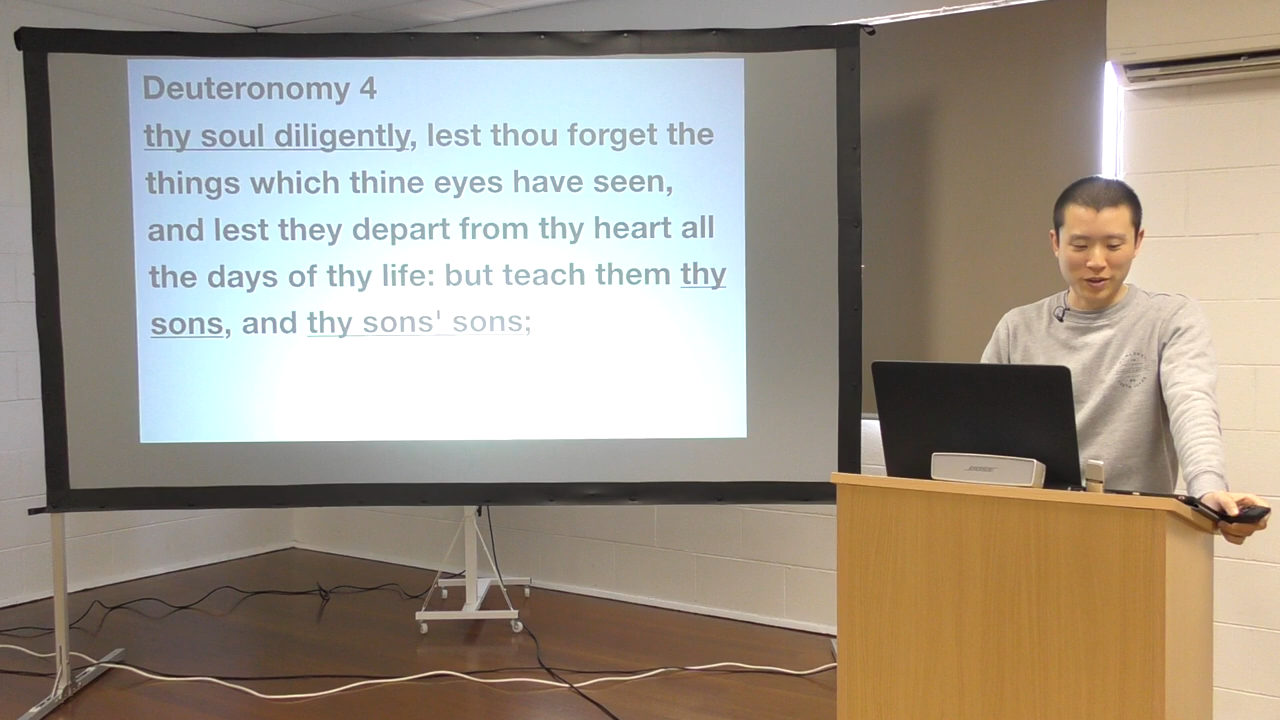 Deuteronomy 4
thy soul diligently, lest thou forget the
things which thine eyes have seen,
and lest they depart from thy heart all
the days of thy life: but teach them thy
sons, and thy sons' sons;